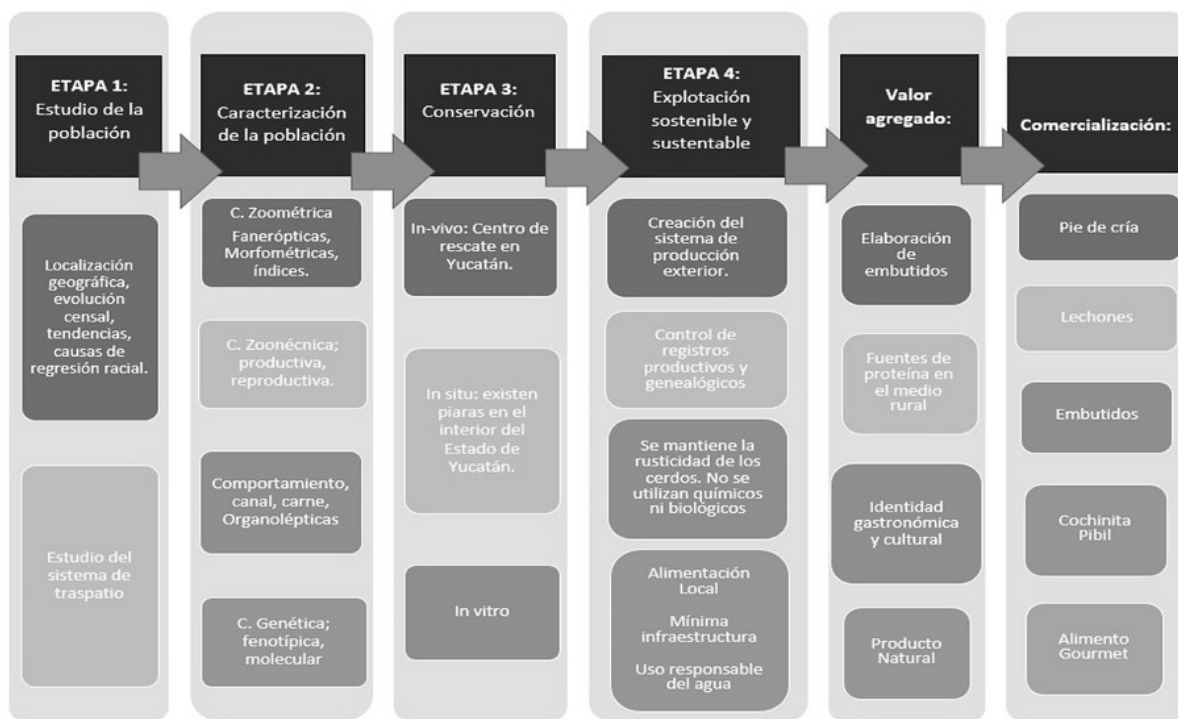 ETAPA 1:
Estudio de la
población
Localización
geográfica,
evolución
censal,
tendencias,
causas de
regresión racial.
Estudio del
sistema de
traspatio
ETAPA 2:
Caracterización
de la población
C. Zoométrica
Fanerópticas,
Morfométricas,
índices.
C. Zoonécnica;
productiva,
reproductiva.
Comportamiento,
canal, carne,
Organolépticas
C. Genética;
fenotípica,
molecular
ETAPA 3:
Conservación
In-vivo: Centro de
rescate en
Yucatán.
In situ: existen
piaras en el
interior del
Estado de
Yucatán.
In vitro
ETAPA 4:
Explotación
sostenible y
sustentable
Creación del
sistema de
producción
exterior.
Control de
registros
productivos y
genealógicos
Se mantiene la
rusticidad de los
cerdos. No se
utilizan químicos
ni biológicos
Alimentación
Local
Mínima
infraestructura
Uso responsable
del agua
Valor
agregado:
Elaboración
de
embutidos
Fuentes de
proteína en
el medio
rural
Identidad
gastronómica
y cultural
Producto
Natural
Comercialización:
Pie de cría
Lechones
Embutidos
Cochinita
Pibil
Alimento
Gourmet